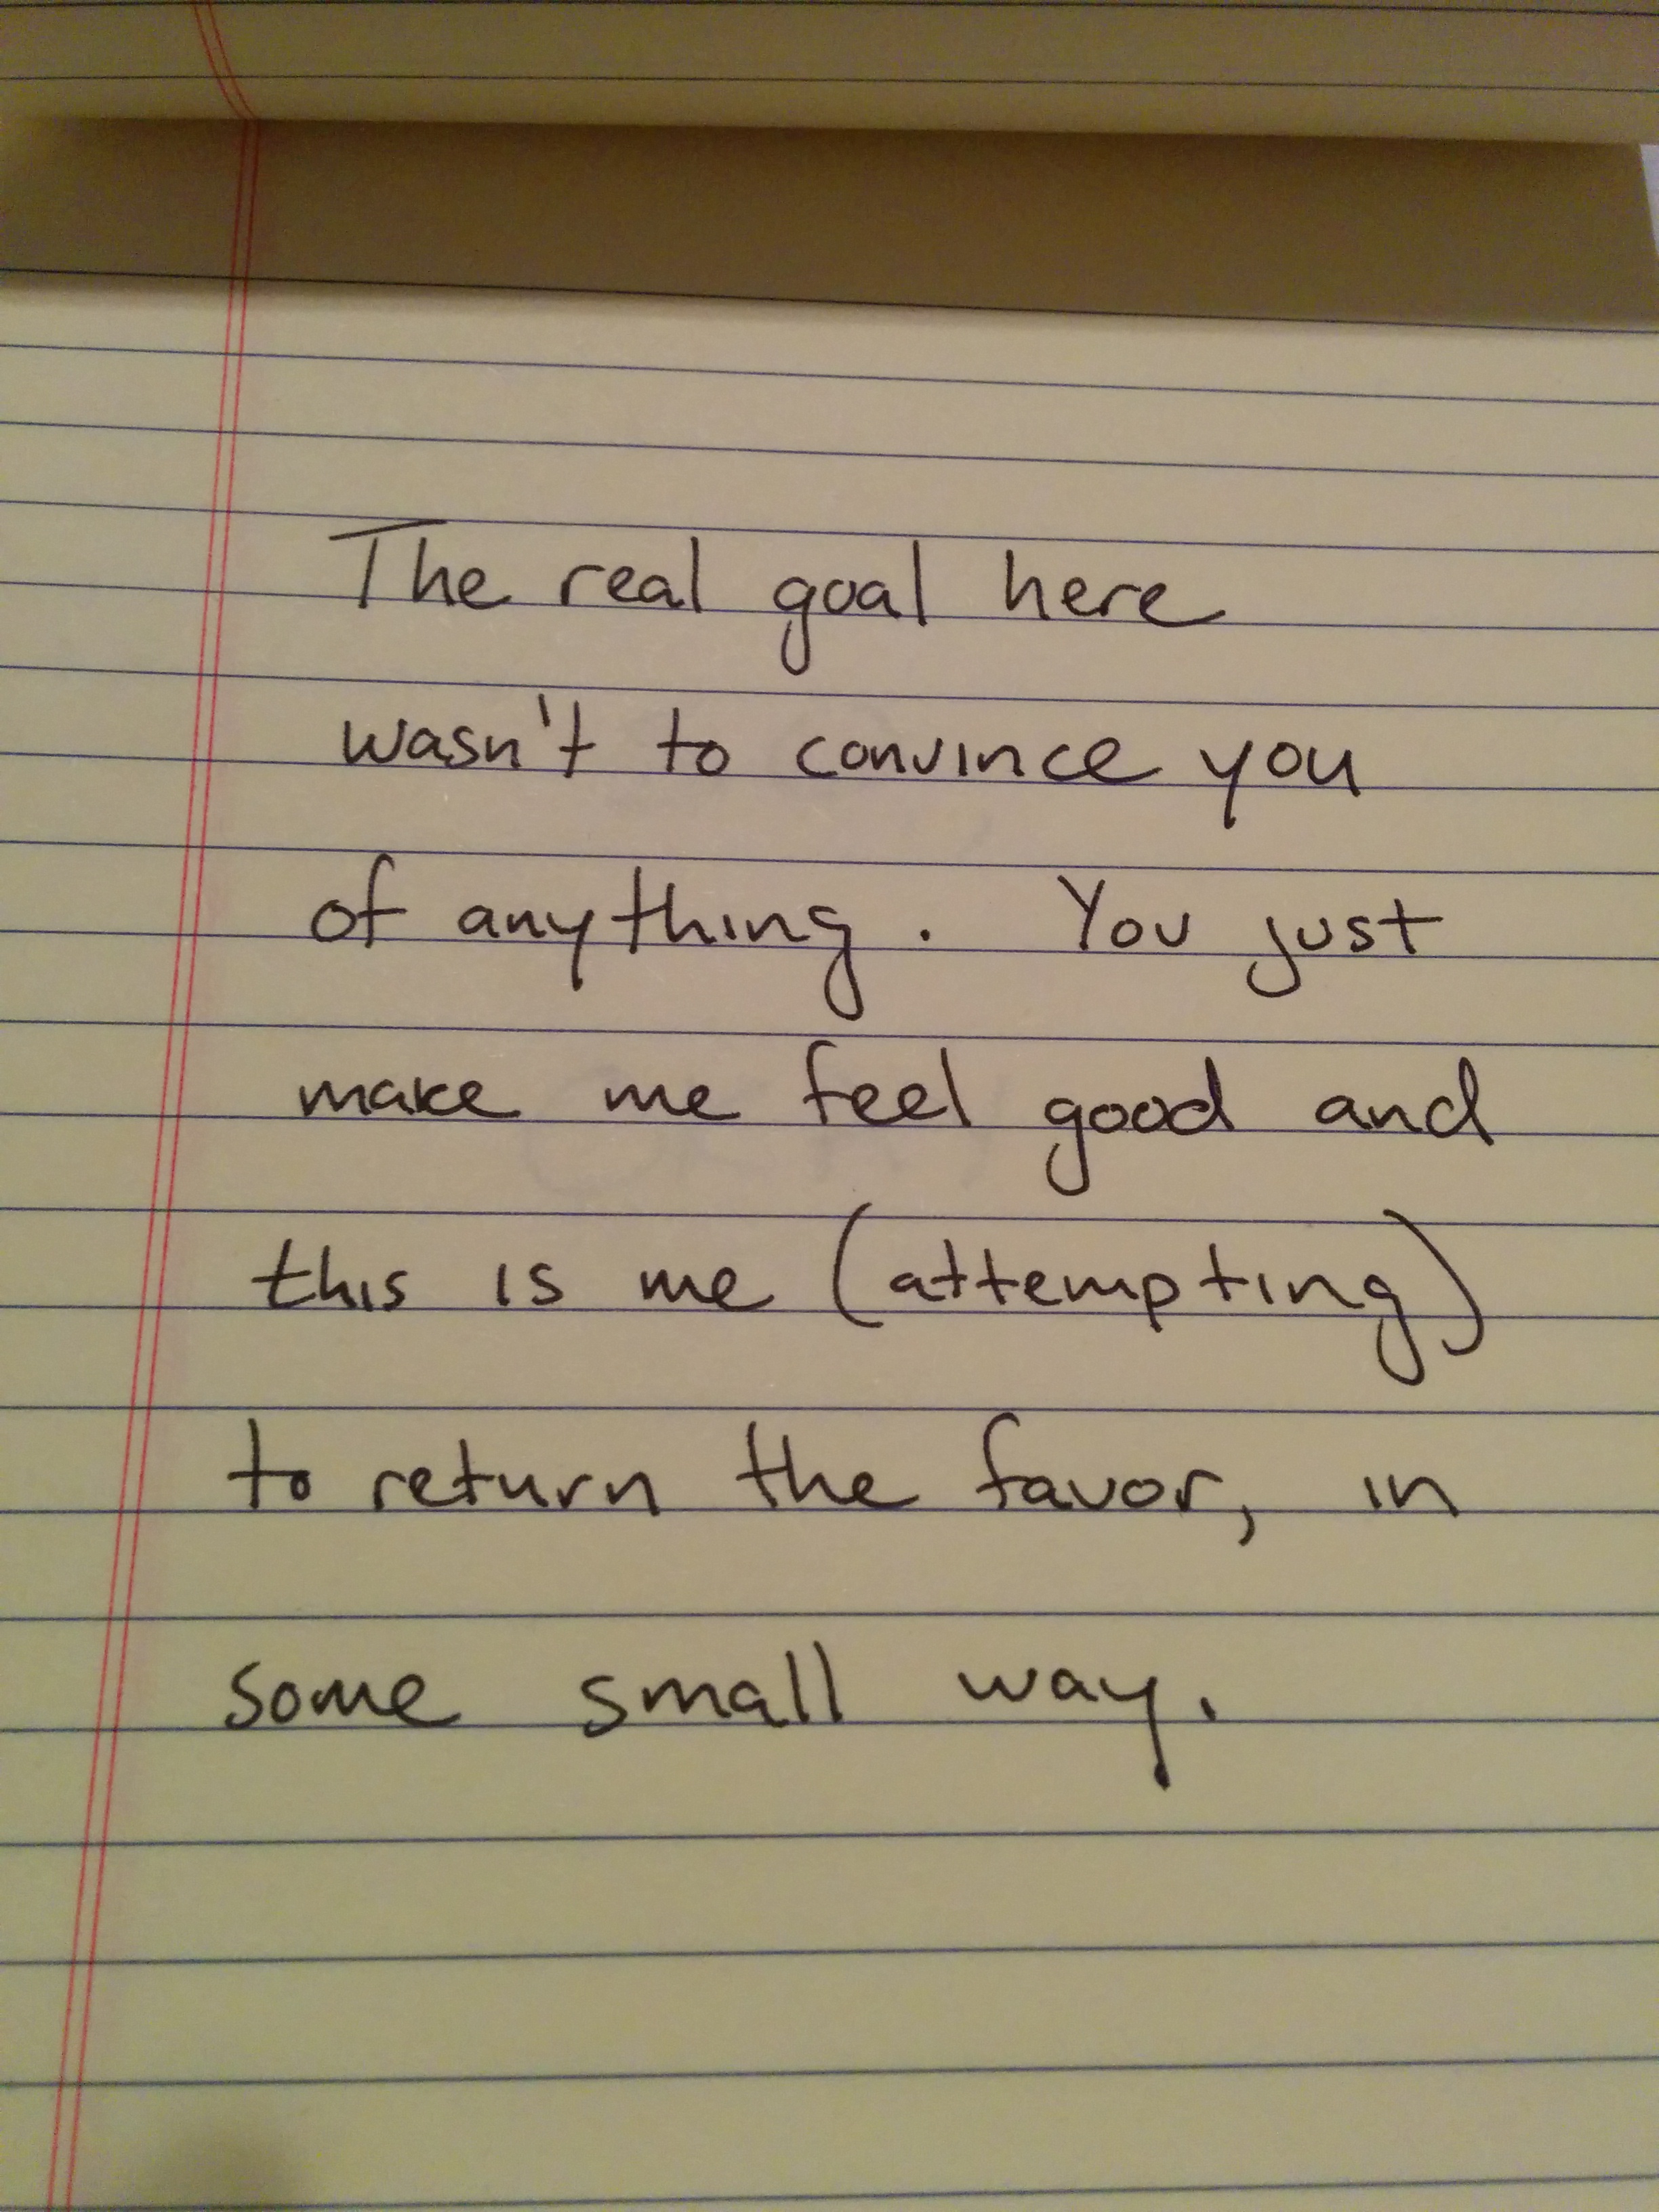 The real goal here
wasn't to convince you
of anything. You just
make me feel good and
this is me (attempting)
to return the favor, in
some small way.